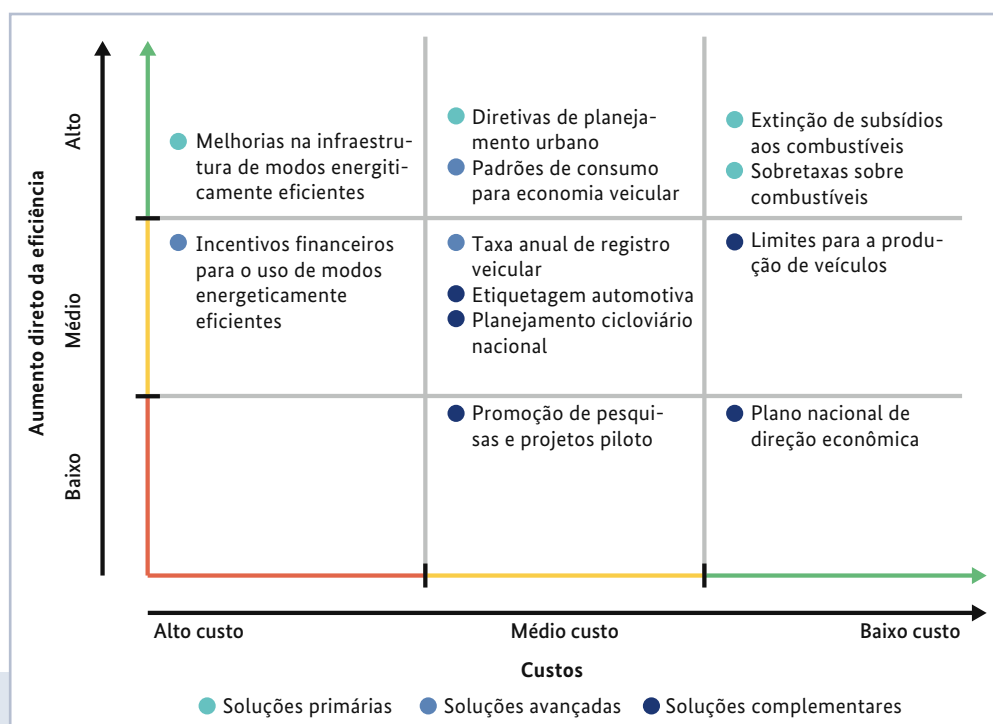 Aumento direto da eficiência
Alto
Médio
Baixo
Melhorias na infraestru-
tura de modos energiti-
camente eficientes
Diretivas de planeja-
mento urbano
Padrões de consumo
para economia veicular
Extinção de subsídios
aos combustíveis
Sobretaxas sobre
combustíveis
Incentivos financeiros
para o uso de modos
energeticamente
eficientes
Taxa anual de registro
veicular
Etiquetagem automotiva
Planejamento cicloviário
nacional
Limites para a produ-
ção de veículos
Promoção de pesqui-
sas e projetos piloto
Plano nacional de
direção econômica
Alto custo
Médio custo
Baixo custo
Custos
Soluções primárias
Soluções avançadas
Soluções complementares